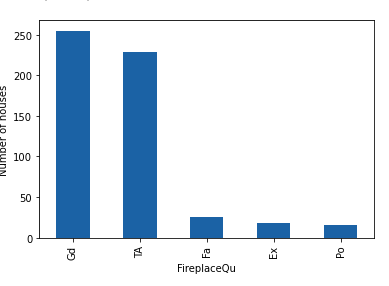 250
200
150
100
50
0
Number of houses
Gd
TA
Fa
Ex
Po
FireplaceQu